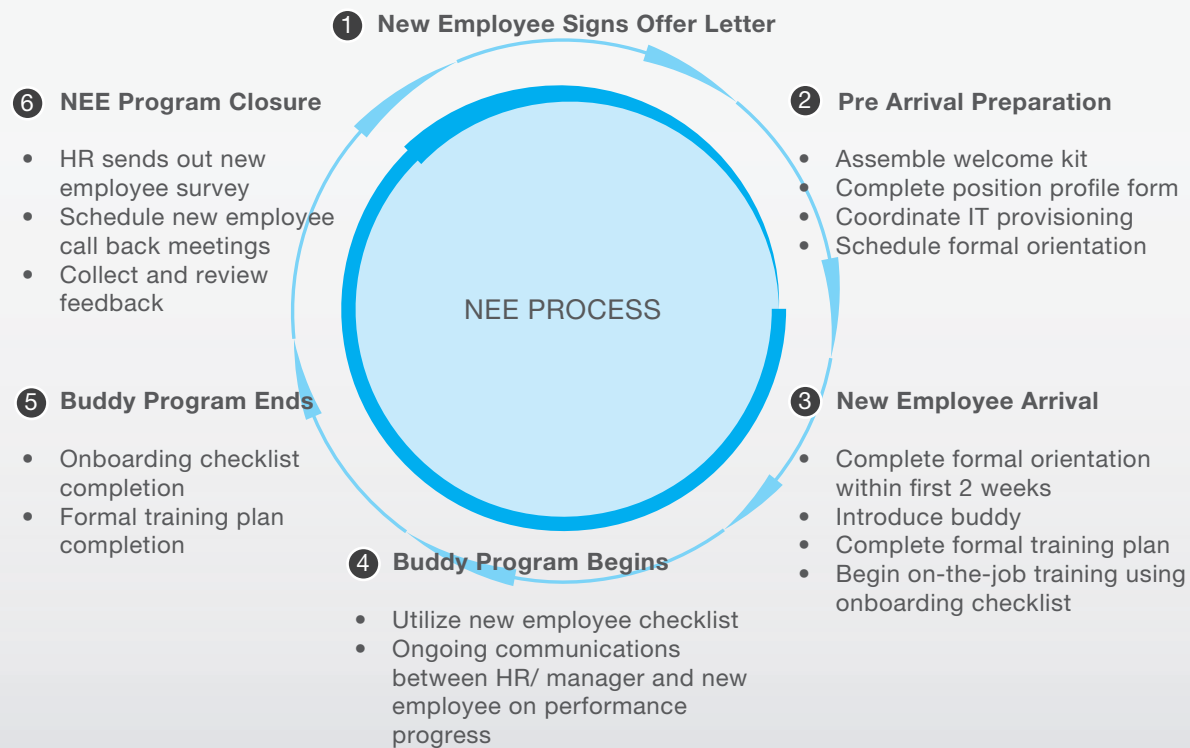 1 New Employee Signs Offer Letter
2 Pre Arrival Preparation
• Assemble welcome kit
• Complete position profile form
• Coordinate IT provisioning
• Schedule formal orientation
3 New Employee Arrival
• Complete formal orientation
within first 2 weeks
• Introduce buddy
• Complete formal training plan
• Begin on-the-job training using
onboarding checklist
4 Buddy Program Begins
• Utilize new employee checklist
• Ongoing communications
between HR/ manager and new
employee on performance
progress
5 Buddy Program Ends
• Onboarding checklist
completion
• Formal training plan
completion
6 NEE Program Closure
• HR sends out new
employee survey
• Schedule new employee
call back meetings
• Collect and review
feedback
NEE PROCESS